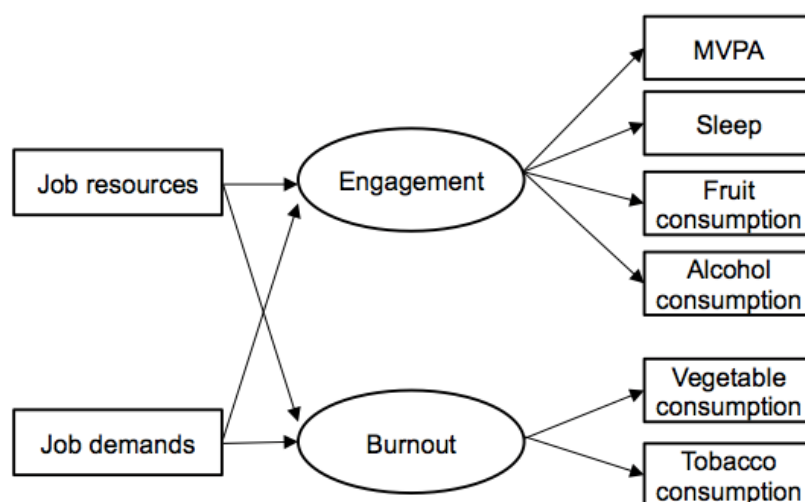 MVPA
Sleep
Job resources
Engagement
Fruit
consumption
Alcohol
consumption
Vegetable
consumption
Job demands
Burnout
Tobacco
consumption